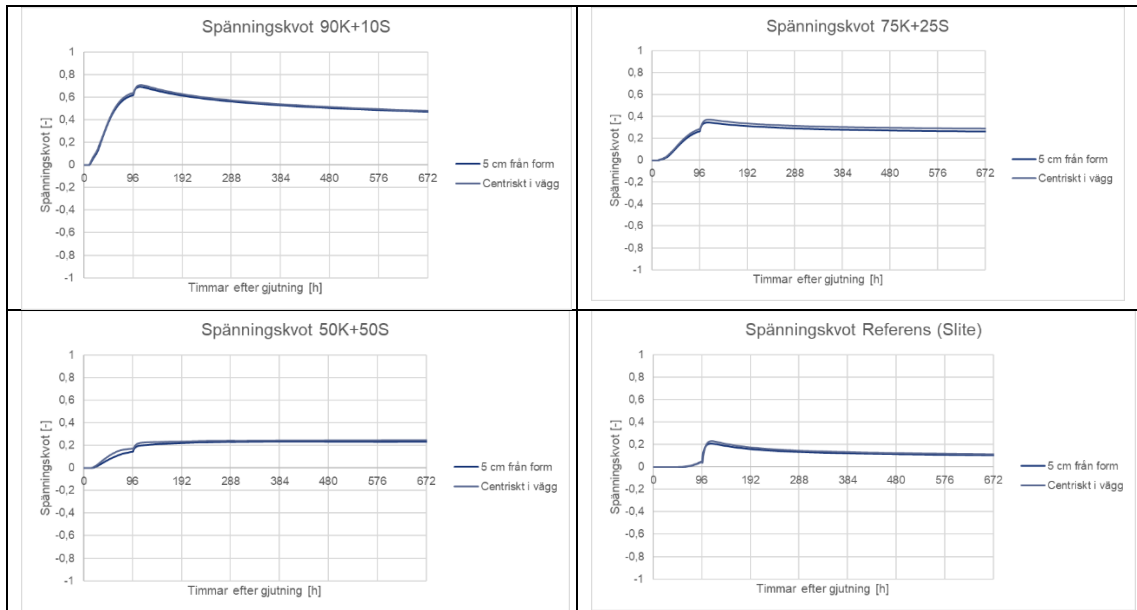 Spänningskvot 90K+10S
1
0,8
0,6
0,4
0,2
0
-0,2
-0,4
-0,6
-0,8
-1
0 96 192 288 384 480 576 672
Spänningskvot [-]
Timmar efter gjutning [h]
5 cm från form
Centriskt i vägg
Spänningskvot 75K+25S
1
0,8
0,6
0,4
0,2
0
-0,2
-0,4
-0,6
-0,8
-1
0 96 192 288 384 480 576 672
Spänningskvot [-]
Timmar efter gjutning [h]
5 cm från form
Centriskt i vägg
Spänningskvot 50K+50S
1
0,8
0,6
0,4
0,2
0
-0,2
-0,4
-0,6
-0,8
-1
0 96 192 288 384 480 576 672
Spänningskvot [-]
Timmar efter gjutning [h]
5 cm från form
Centriskt i vägg
Spänningskvot Referens (Slite)
1
0,8
0,6
0,4
0,2
0
-0,2
-0,4
-0,6
-0,8
-1
0 96 192 288 384 480 576 672
Spänningskvot [-]
Timmar efter gjutning [h]
5 cm från form
Centriskt i vägg